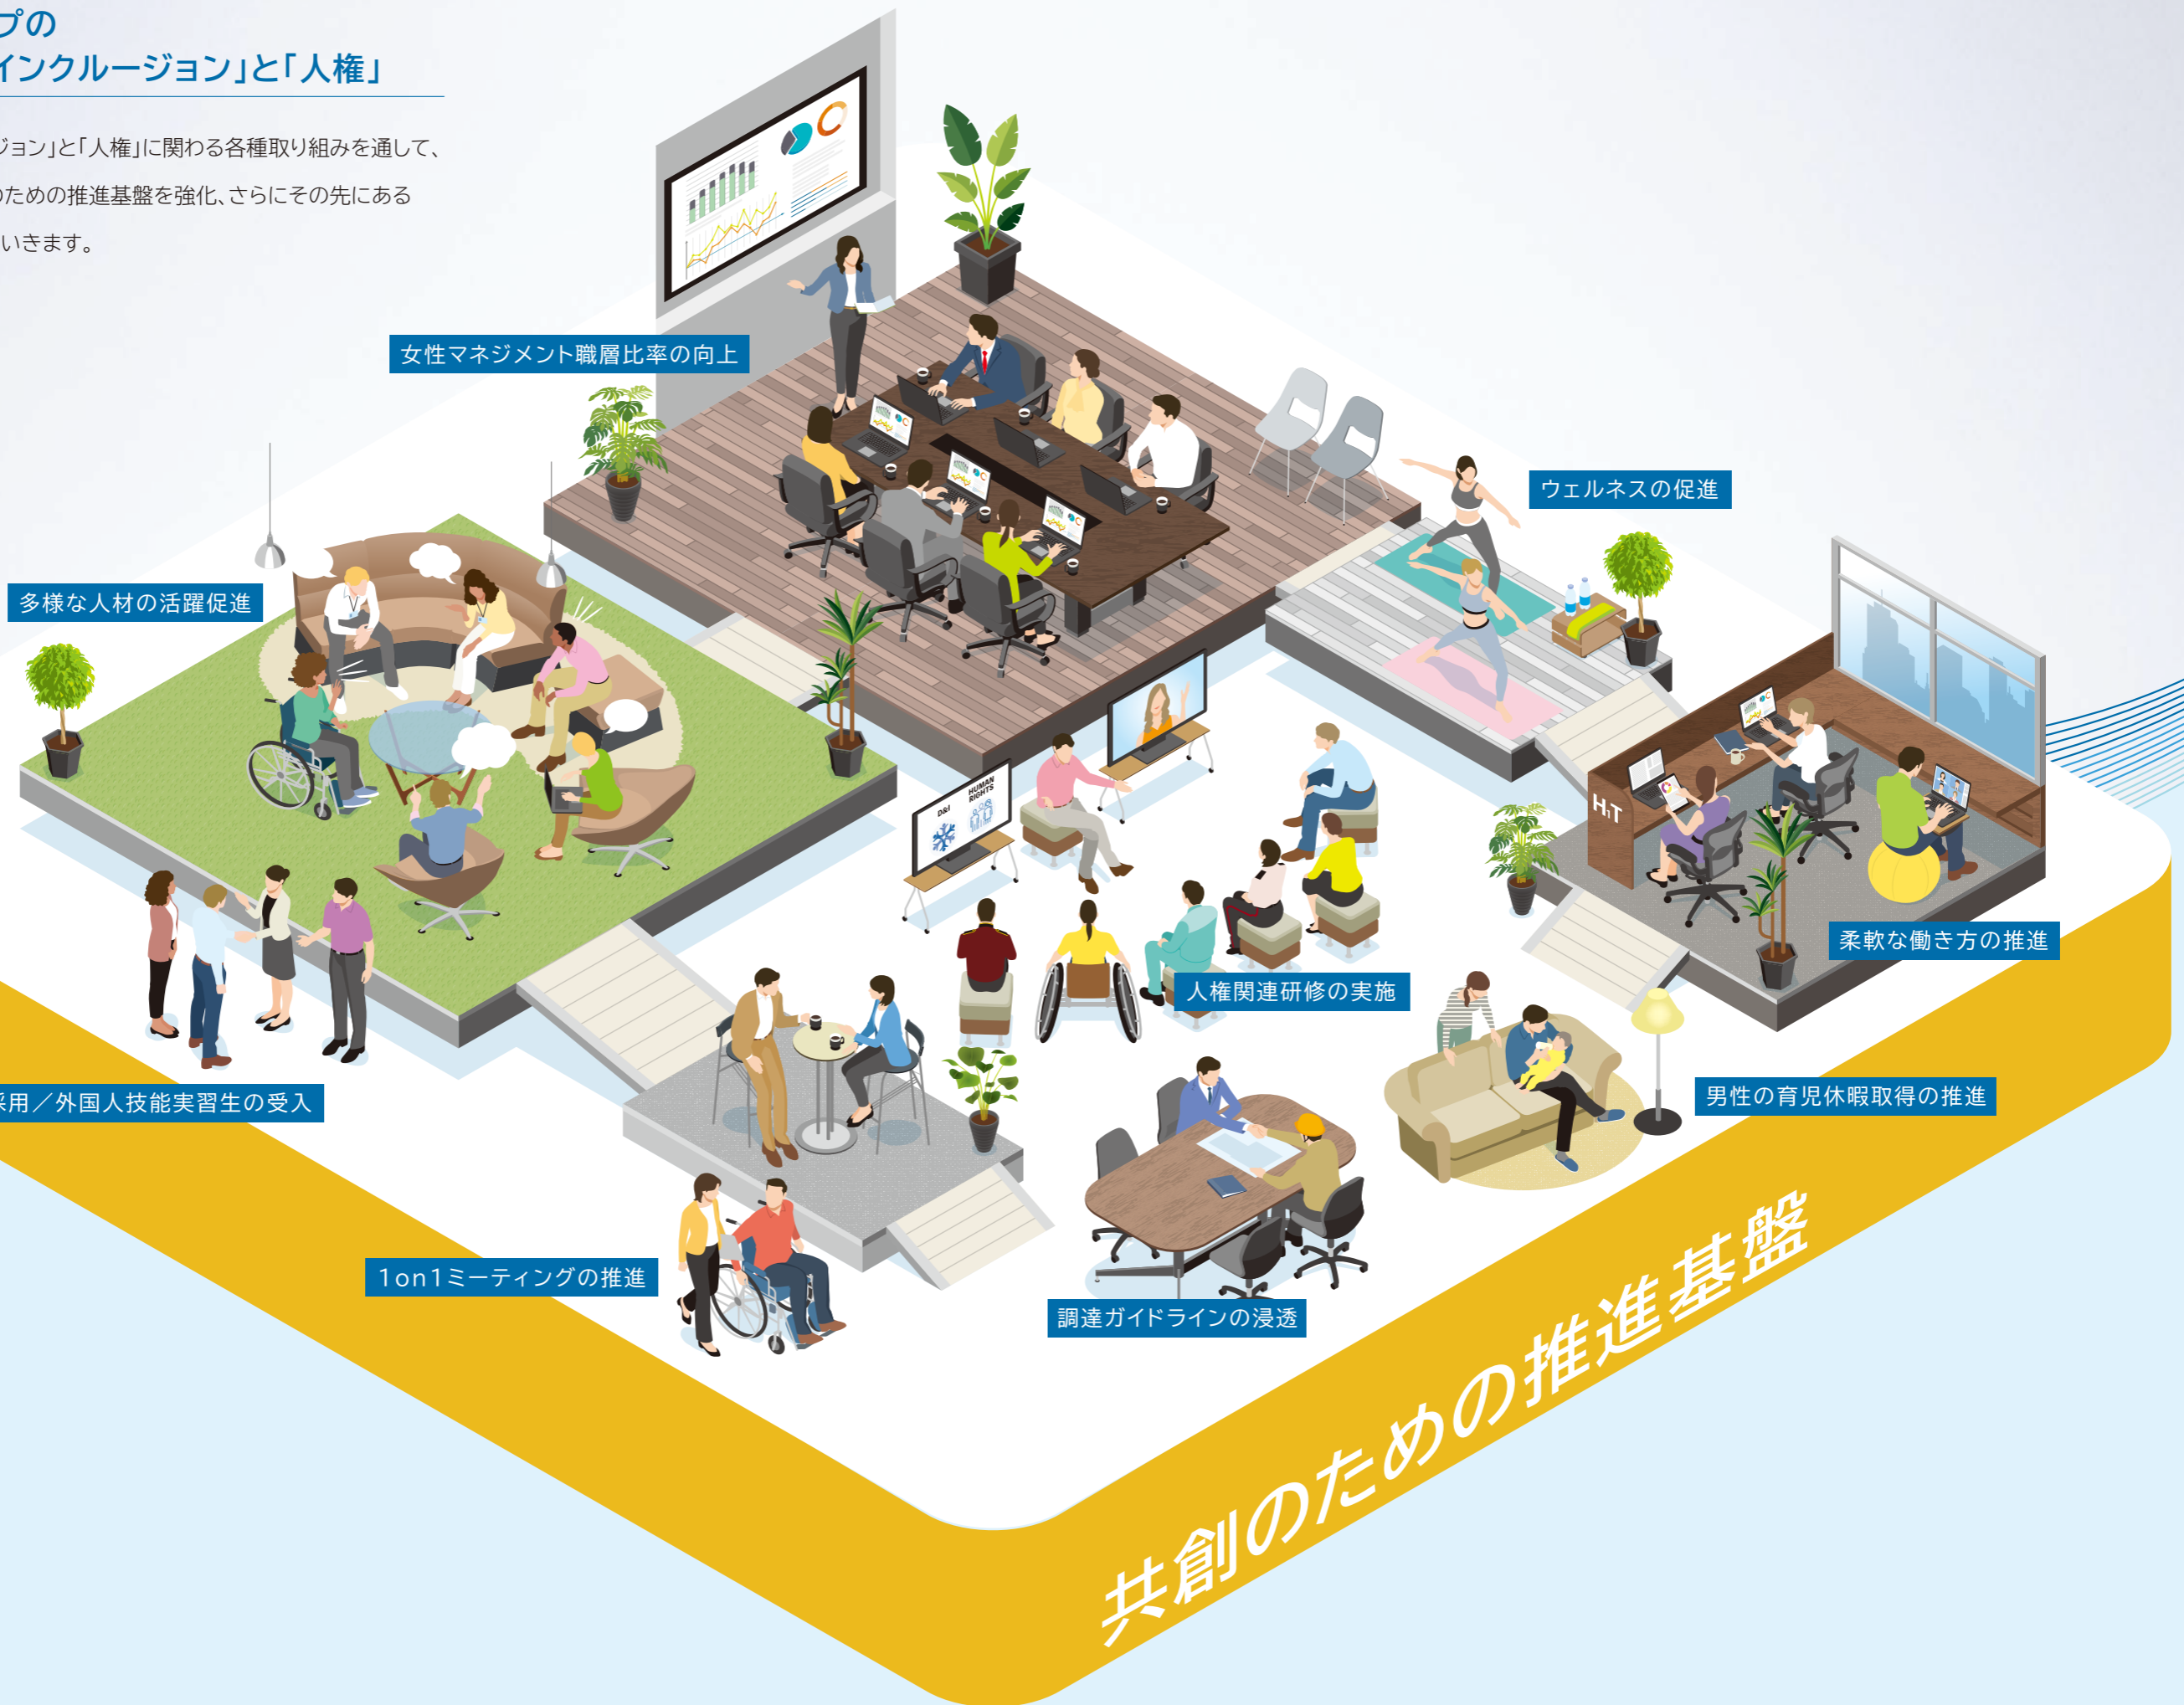 プの
インクルージョン」と「人権」
ジョン」と「人権」に関わる各種取り組みを通して、
のための推進基盤を強化、さらにその先にある
いきます。
女性マネジメント職層比率の向上
ウェルネスの促進
多様な人材の活躍促進
D&I
HUMAN
RIGHTS
H1T
柔軟な働き方の推進
人権関連研修の実施
採用／外国人技能実習生の受入
男性の育児休暇取得の推進
1on1ミーティングの推進
調達ガイドラインの浸透
共創のための推進基盤